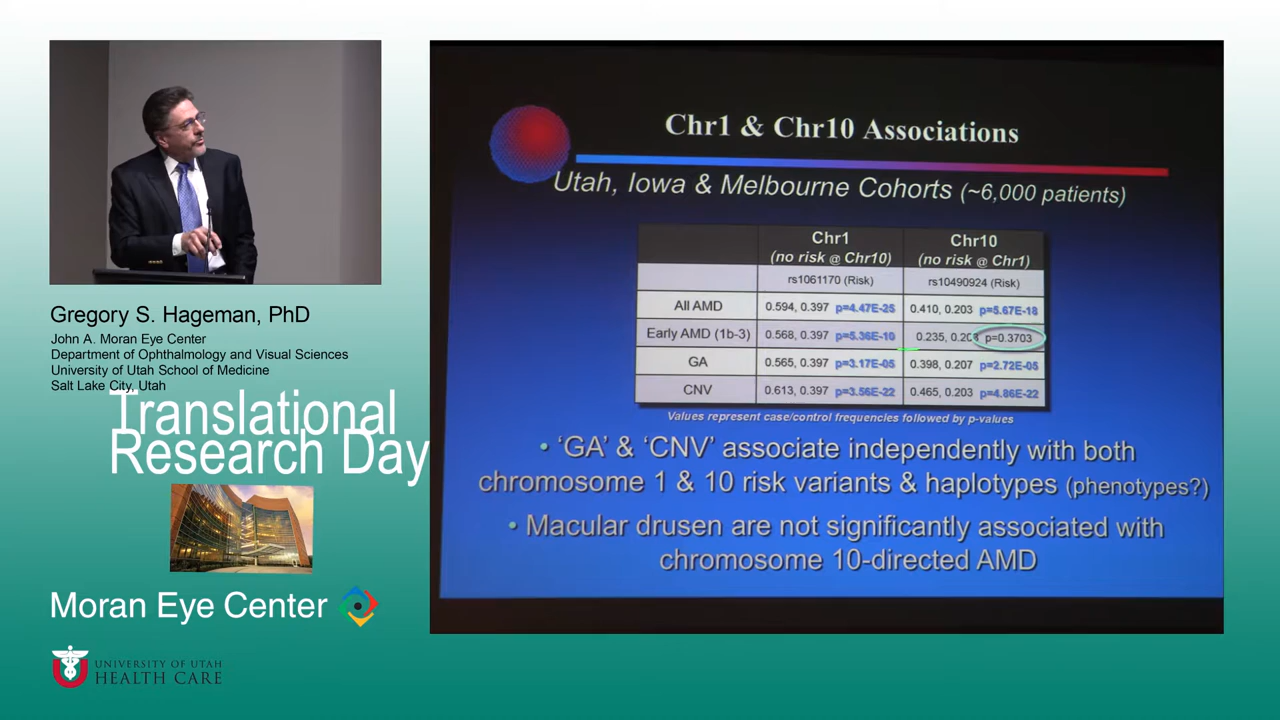 Gregory S. Hageman, PhD
John A. Moran Eye Center
Department of Ophthalmology and Visual Sciences
University of Utah School of Medicine
Salt Lake City, Utah
Translational
Research Day
Moran Eye Center
UNIVERSITY OF UTAH
HEALTH CARE
Chr1 & Chr10 Associations
Utah, Iowa & Melbourne Cohorts (~6,000 patients)
Chr1 Chr10
(no risk @ Chr10) (no risk @ Chr1)
rs1061170 (Risk) rs10490924 (Risk)
All AMD 0.594, 0.397 p=4.47E-25 0.410, 0.203 p=5.67E-18
Early AMD (1b-3) 0.568, 0.397 p=5.36E-10 0.235, p=0.3703
GA 0.565, 0.397 p=3.17E-05 0.398, 0.207 p=2.72E-05
CNV 0.613, 0.397 p=3.56E-22 0.465, 0.203 p=4.86E-22
Values represent case/control frequencies followed by p-values
• ‘GA’ & ‘CNV’ associate independently with both
chromosome 1 & 10 risk variants & haplotypes (phenotypes?)
• Macular drusen are not significantly associated with
chromosome 10-directed AMD